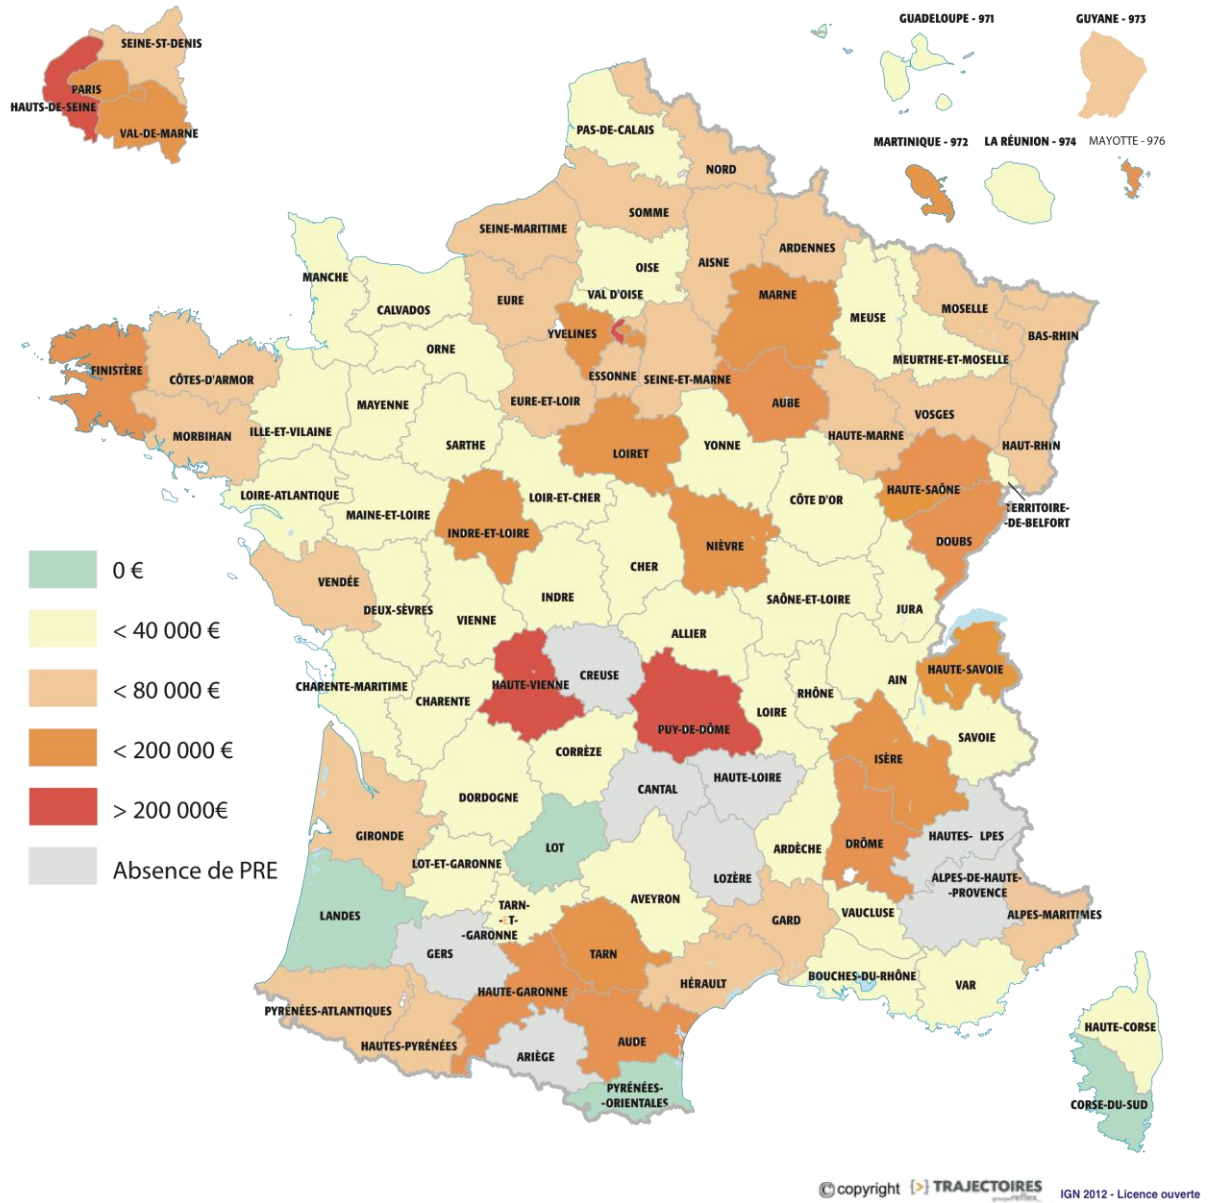 GUADELOUPE - 971
GUYANE - 973
SEINE-ST-DENIS
PARIS
HAUTS-DE-SEINE
VAL-DE-MARNE
MARTINIQUE - 972
LA RÉUNION - 974
MAYOTTE - 976
PAS-DE-CALAIS
NORD
SOMME
SEINE-MARITIME
AISNE
ARDENNES
OISE
MANCHE
VAL D'OISE
EURE
CALVADOS
MARNE
MEUSE
MOSELLE
BAS-RHIN
YVELINES
ORNE
MEURTHE-ET-MOSELLE
FINISTÈRE
CÔTES-D'ARMOR
ESSONNE
SEINE-ET-MARNE
MAYENNE
EURE-ET-LOIR
AUBE
VOSGES
MORBIHAN
ILLE-ET-VILAINE
SARTHE
LOIRET
YONNE
HAUTE-MARNE
HAUT-RHIN
LOIRE-ATLANTIQUE
MAINE-ET-LOIRE
LOIR-ET-CHER
CÔTE D'OR
HAUTE-SAÔNE
TERRITOIRE-
-DE-BELFORT
INDRE-ET-LOIRE
NIÈVRE
DOUBS
CHER
VENDÉE
INDRE
SAÔNE-ET-LOIRE
DEUX-SÈVRES
VIENNE
JURA
ALLIER
HAUTE-SAVOIE
CREUSE
AIN
CHARENTE-MARITIME
HAUTE-VIENNE
RHÔNE
CHARENTE
LOIRE
PUY-DE-DÔME
SAVOIE
CORRÈZE
ISÈRE
HAUTE-LOIRE
CANTAL
DORDOGNE
GIRONDE
HAUTES- LPES
LOT
ARDÈCHE
DRÔME
LOT-ET-GARONNE
LOZÈRE
ALPES-DE-HAUTE-
-PROVENCE
AVEYRON
TARN-
- T-
-GARONNE
LANDES
GARD
VAUCLUSE
ALPES-MARITIMES
GERS
TARN
BOUCHES-DU-RHÔNE
HÉRAULT
VAR
HAUTE-GARONNE
PYRÉNÉES-ATLANTIQUES
HAUTES-PYRÉNÉES
AUDE
ARIÈGE
HAUTE-CORSE
PYRÉNÉES-
-ORIENTALES
CORSE-DU-SUD
0 €
< 40 000 €
< 80 000 €
< 200 000 €
> 200 000€
Absence de PRE
© copyright {>} TRAJECTOIRES
groupe reflex_
IGN 2012 - Licence ouverte